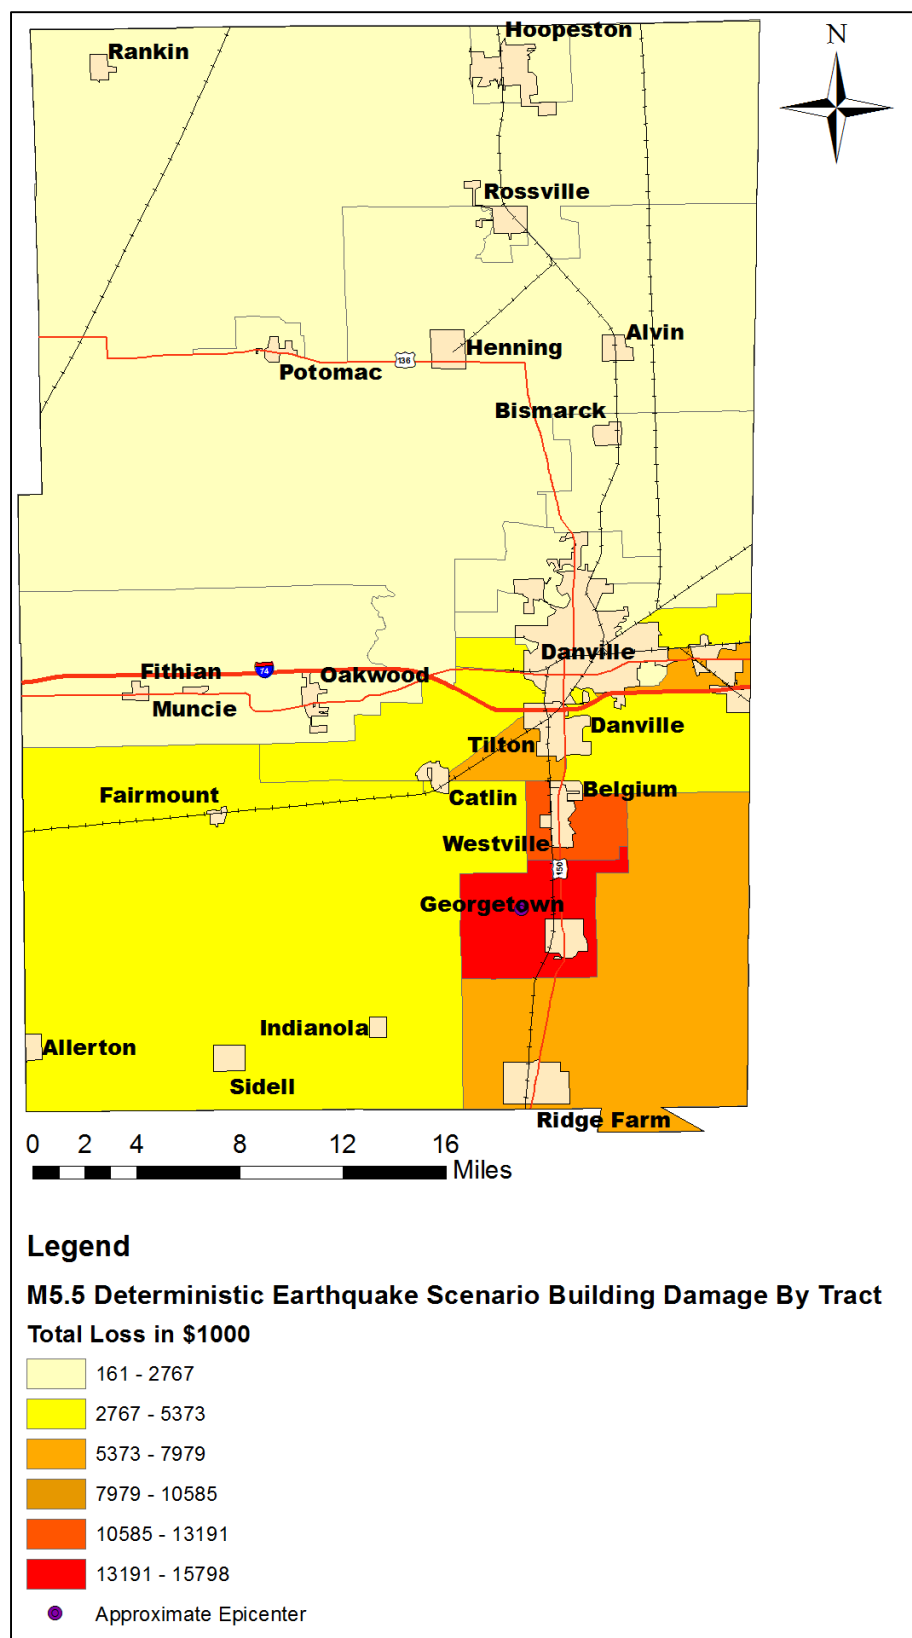 Hoopeston
N
Rankin
Rossville
Alvin
136
Henning
Potomac
Bismarck
Danville
74
Fithian
Oakwood
Muncie
Danville
Tilton
Belgium
Fairmount
Catlin
Westville
150
Georgetown
Indianola
Allerton
Sidell
Ridge Farm
0 2 4 8 12 16
Miles
Legend
M5.5 Deterministic Earthquake Scenario Building Damage By Tract
Total Loss in $1000
161 - 2767
2767 - 5373
5373 - 7979
7979 - 10585
10585 - 13191
13191 - 15798
Approximate Epicenter